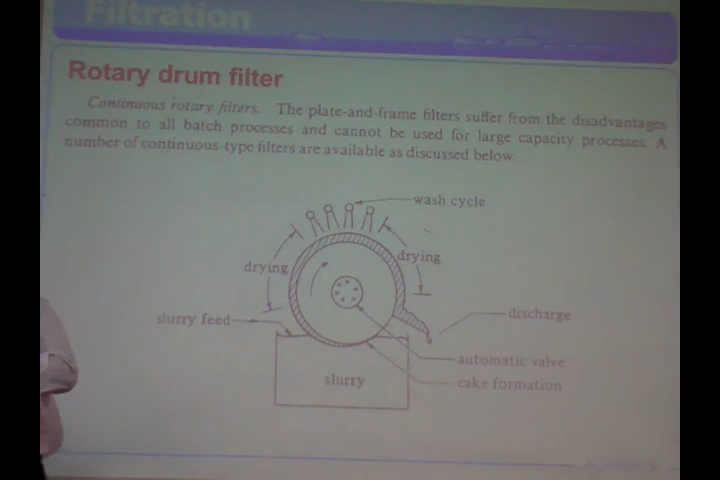 Filtration
Rotary drum filter
Continuous rotary filters. The plate-and-frame filters suffer from the disadvantages
common to all batch processes and cannot be used for large capacity processes. A
number of continuous-type filters are available as discussed below.
wash cycle
drying
drying
slurry feed
discharge
automatic valve
slurry
cake formation